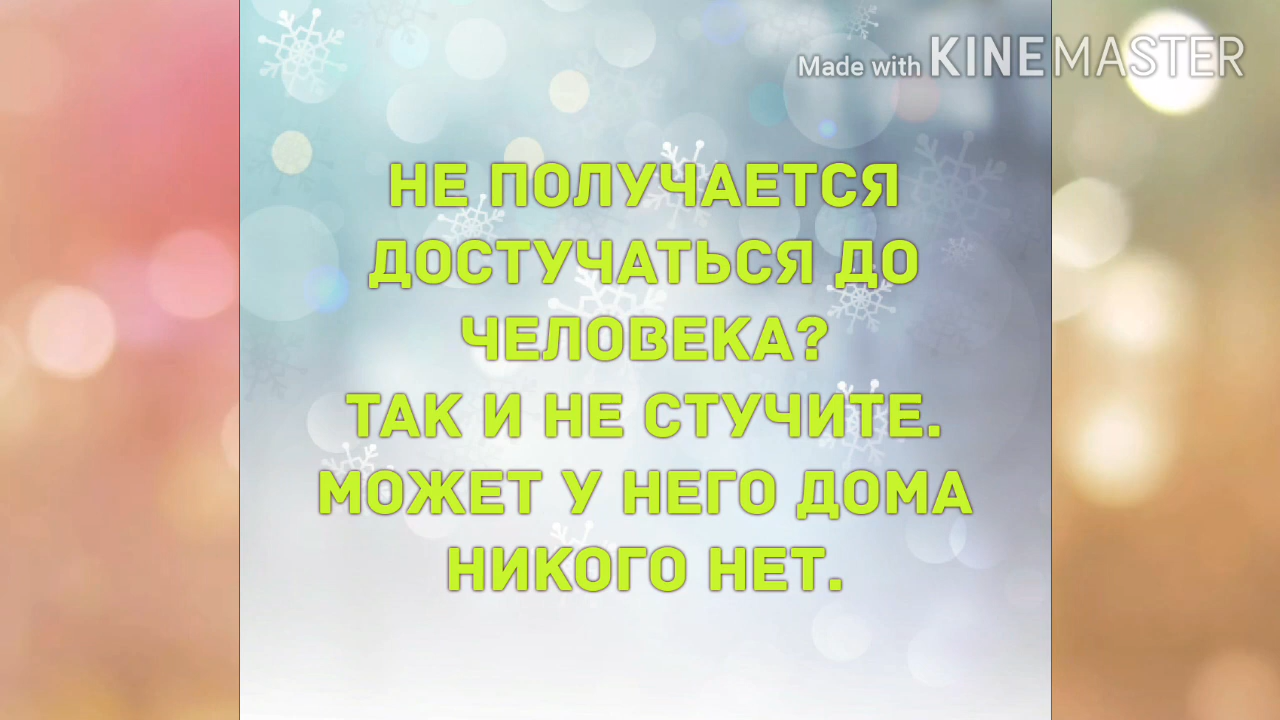 Made with KINEMASTER
НЕ ПОЛУЧАЕТСЯ
ДОСТУЧАТЬСЯ ДО
ЧЕЛОВЕКА?
ТАК И НЕ СТУЧИТЕ.
МОЖЕТ У НЕГО ДОМА
НИКОГО НЕТ.